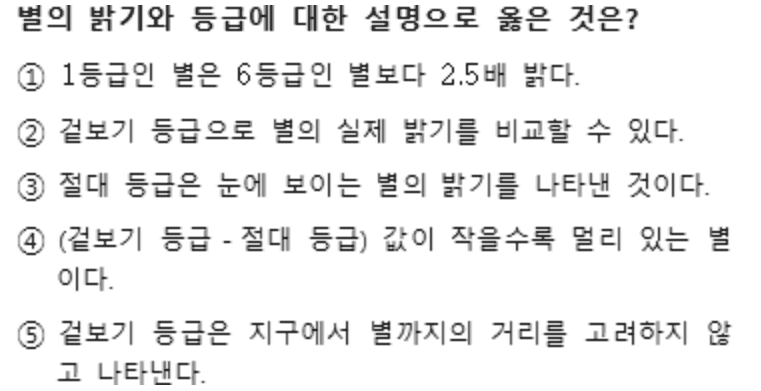 별의 밝기와 등급에 대한 설명으로 옳은 것은?
① 1등급인 별은 6등급인 별보다 2.5배 밝다.
② 겉보기 등급으로 별의 실제 밝기를 비교할 수 있다.
③ 절대 등급은 눈에 보이는 별의 밝기를 나타낸 것이다.
④ (겉보기 등급 - 절대 등급) 값이 작을수록 멀리 있는 별
이다.
⑤ 겉보기 등급은 지구에서 별까지의 거리를 고려하지 않
고 나타낸다.